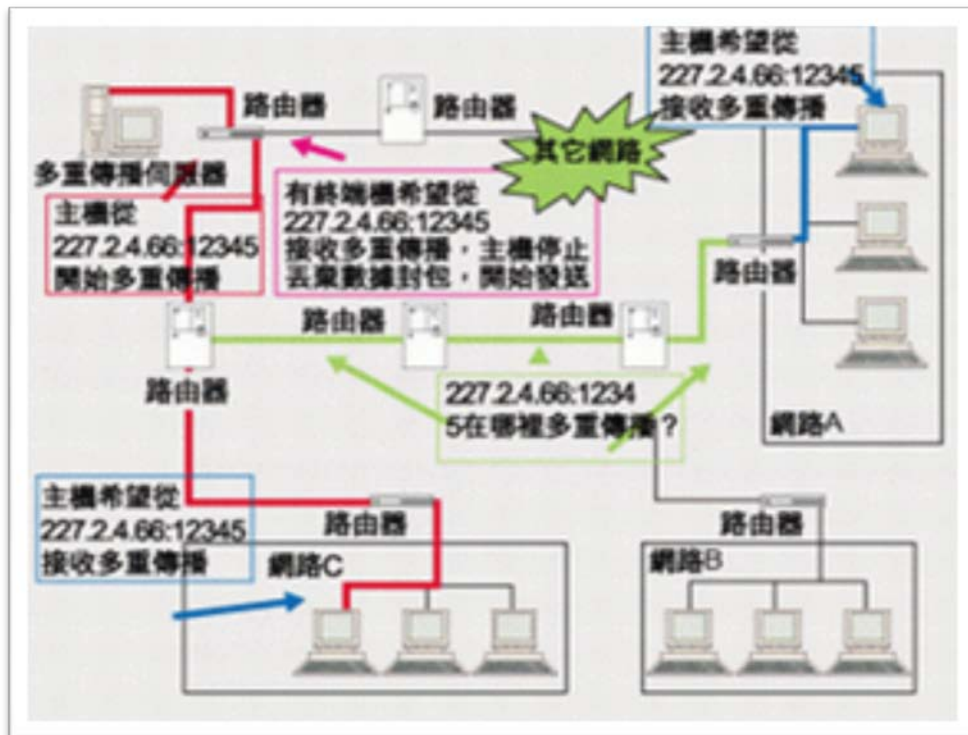 主機希望從
227.2.4.66:12345
接收多重傳播
路由器
路由器
其它網路
多重傳播伺服器
主機從
227.2.4.66:12345
開始多重傳播
有終端機希望從
227.2.4.66:12345
接收多重傳播，主機停止
丟棄數據封包，開始發送
路由器
路由器
路由器
路由器
227.2.4.66:1234
5在哪裡多重傳播？
網路A
主機希望從
227.2.4.66:12345
接收多重傳播
路由器
網路C
路由器
網路B